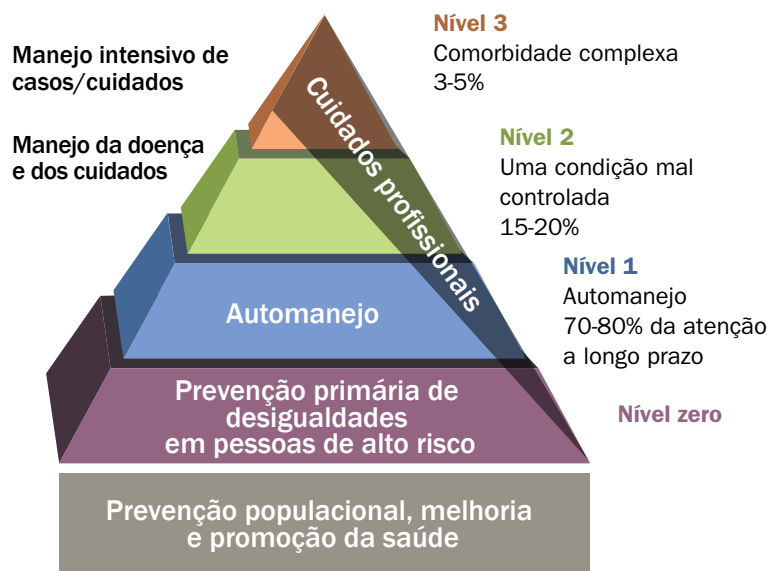 Manejo intensivo de
casos/cuidados
Nível 3
Comorbidade complexa
3-5%
Manejo da doença
e dos cuidados
Nível 2
Uma condição mal
controlada
15-20%
Cuidados profissionais
Nível 1
Automanejo
70-80% da atenção
a longo prazo
Automanejo
Prevenção primária de
desigualdades
em pessoas de alto risco
Nível zero
Prevenção populacional, melhoria
e promoção da saúde